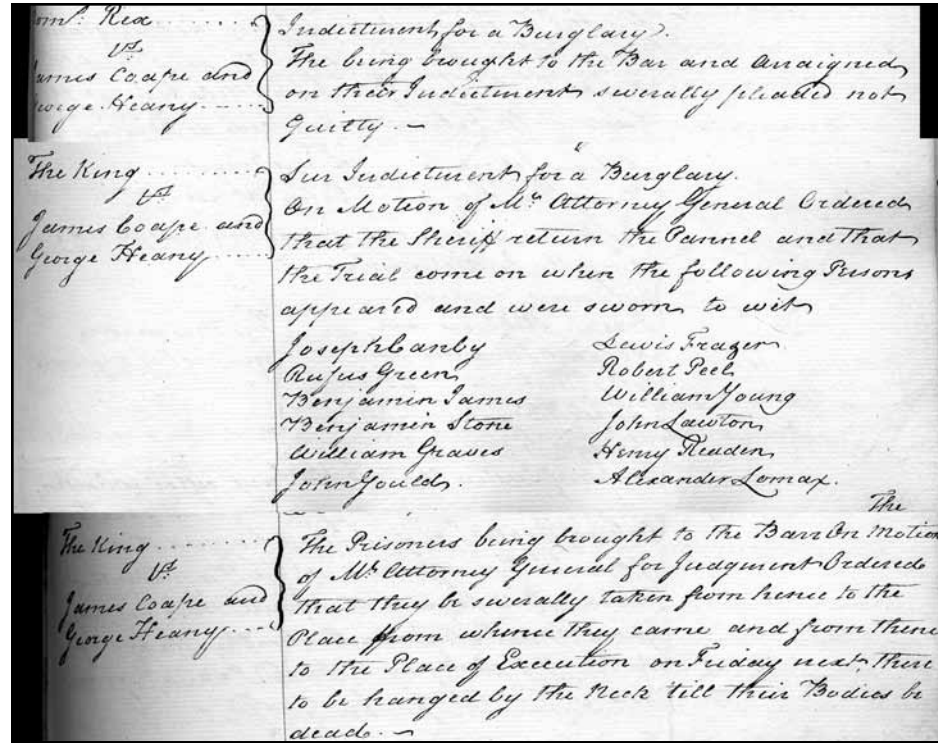 Dom.s Rex
vs
James Coape and
George Heany
Indictment for a Burglary.
The being brought to the Bar and Arraigned
on their Indictment severally pleaded not
Guilty. —
The King
vs
James Coape and
George Heany
Sur Indictment for a Burglary.
On Motion of Mr. Attorney General Ordered
that the Sheriff return the Pannel and that
the Trial come on when the following Persons
appeared and were sworn to wit
Joseph Canby Lewis Frazer
Rufus Green Robert Peel
Benjamin James William Young
Benjamin Stone John Lawton
William Graves Henry Readen
John Gould. Alexander Lomax.
The
The King
vs
James Coape and
George Heany
The Prisoners being brought to the Barr On Motion
of Mr. Attorney General for Judgment Ordered
that they be severally taken from hence to the
Place from whence they came and from thence
to the Place of Execution on Friday next there
to be hanged by the Neck till their Bodies be
dead. —